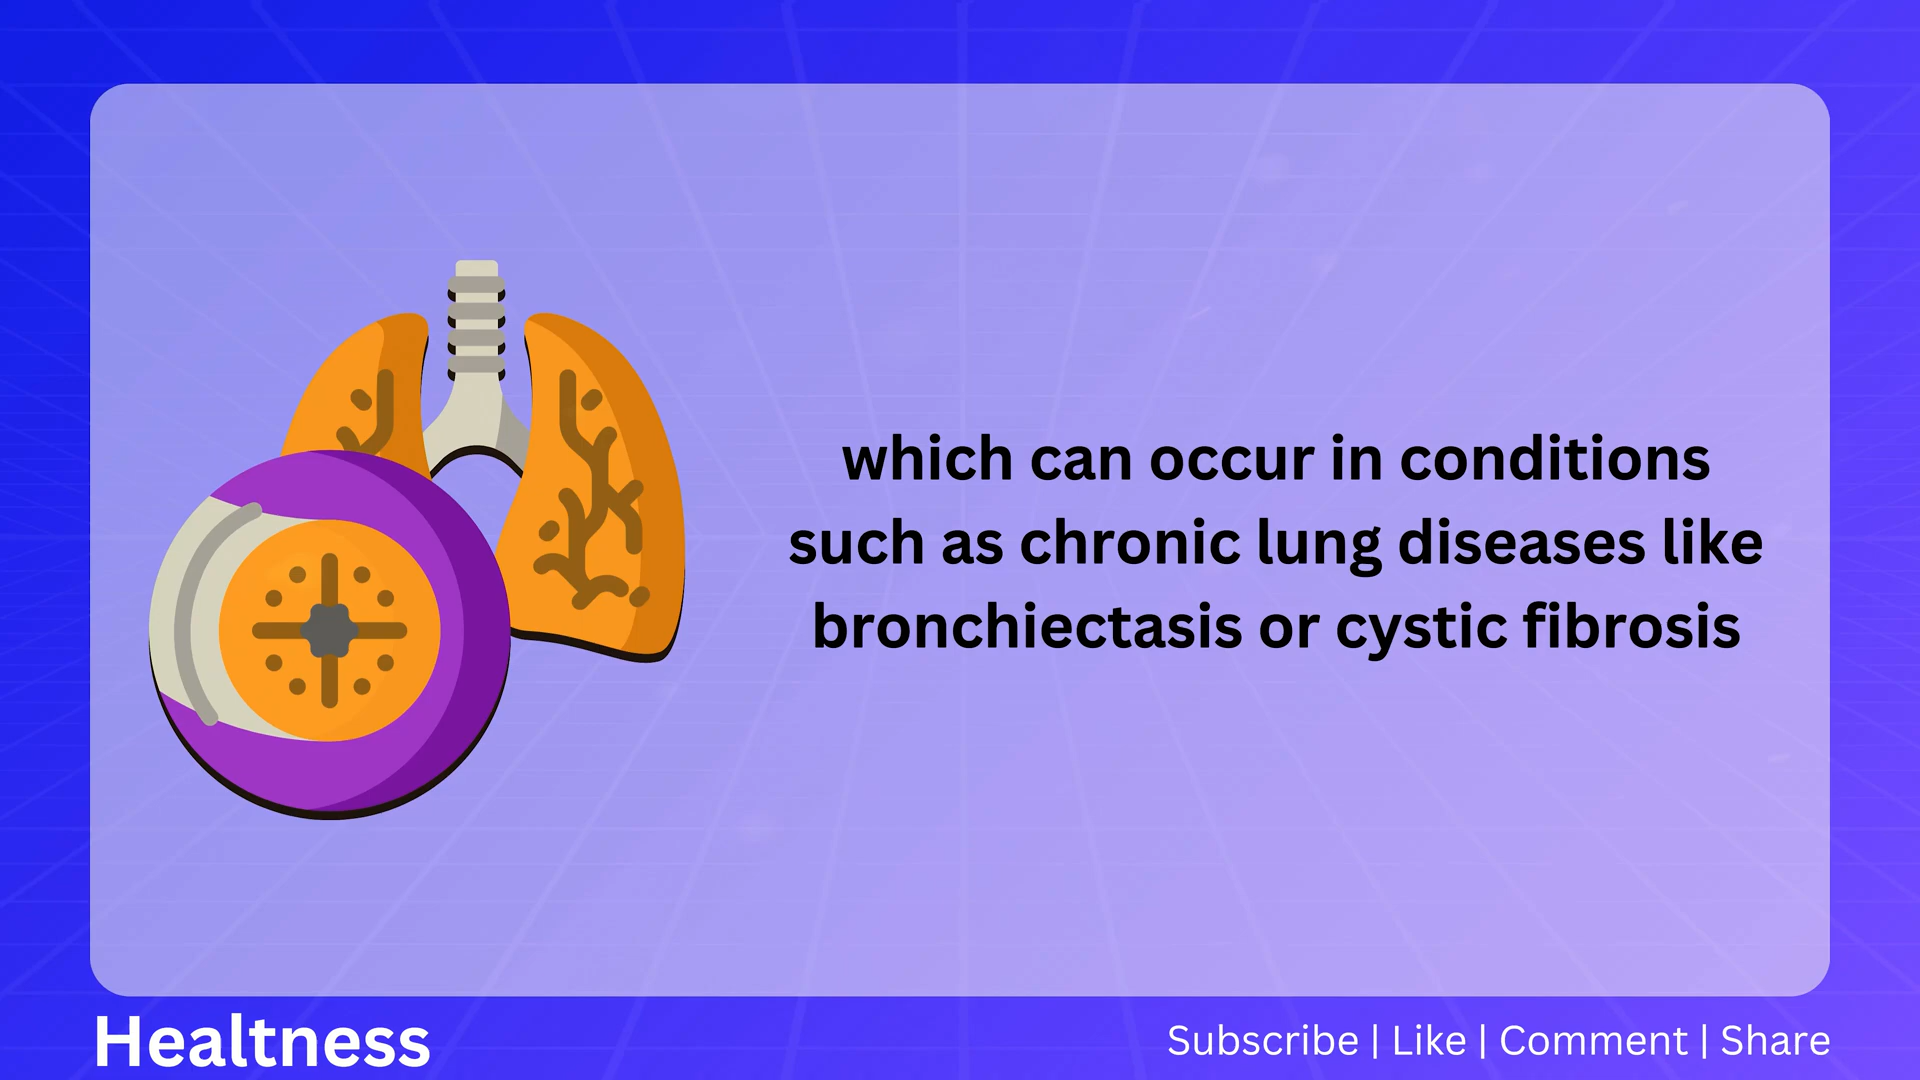 which can occur in conditions
such as chronic lung diseases like
bronchiectasis or cystic fibrosis
Healtness
Subscribe | Like | Comment | Share